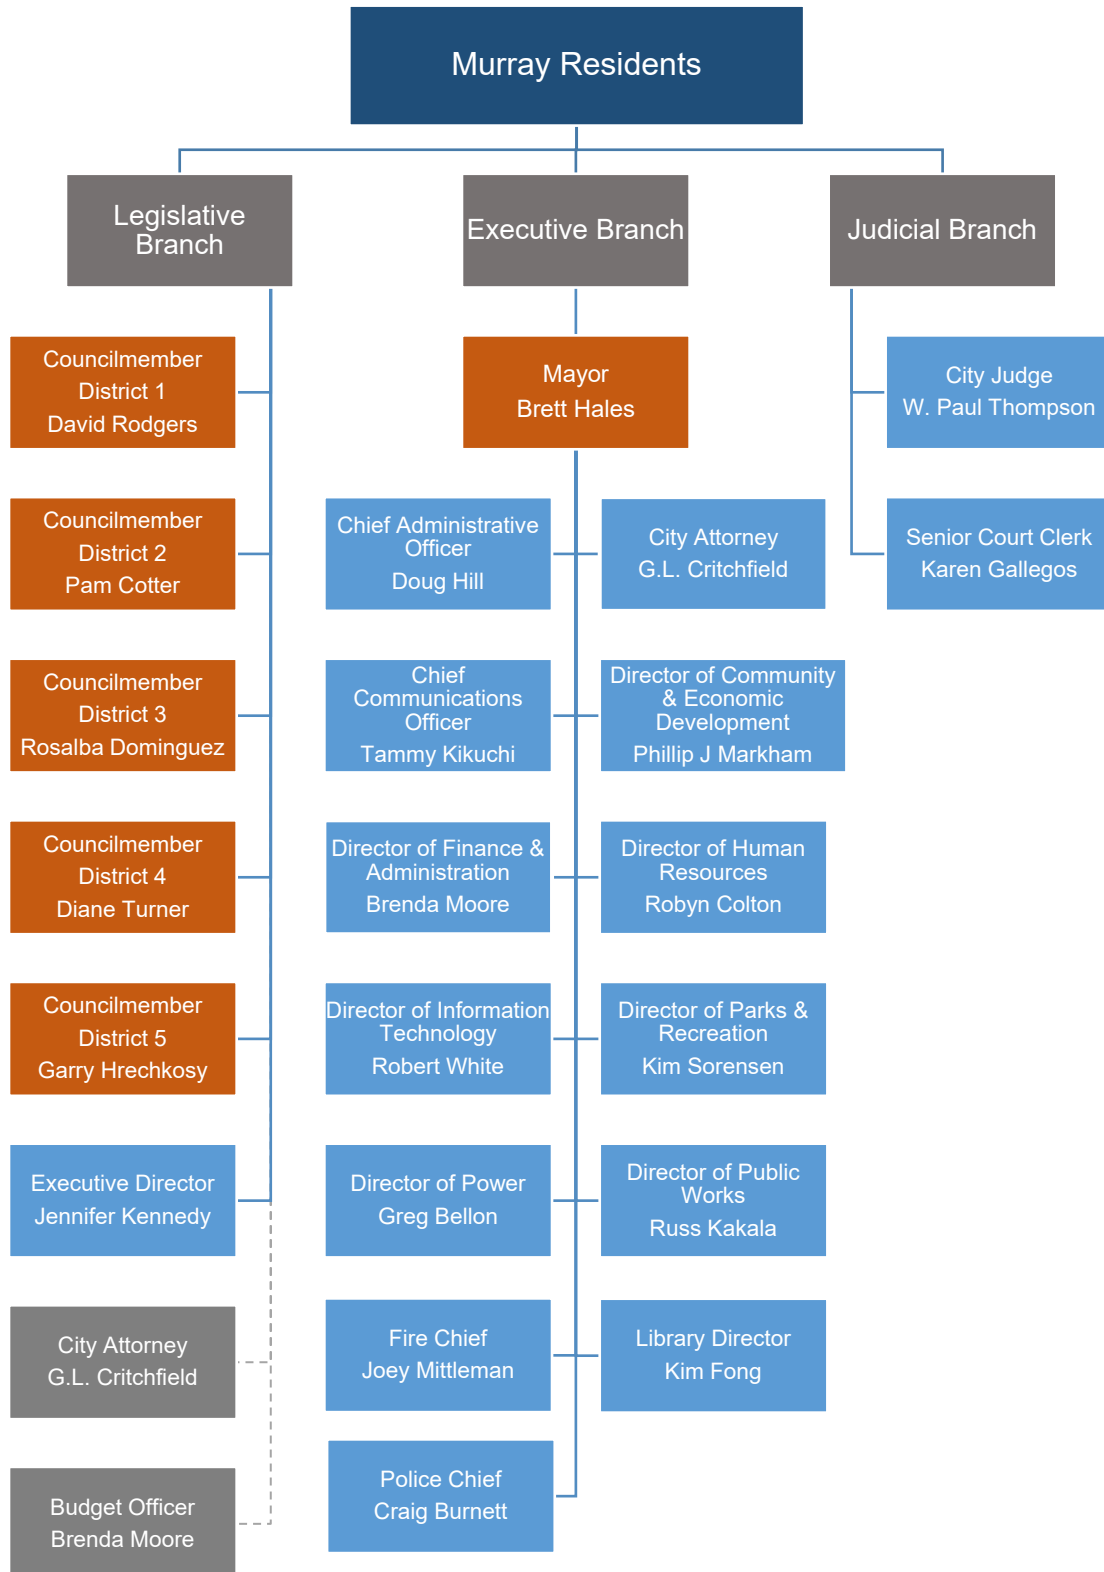 Murray Residents
Legislative
Branch
Executive Branch
Judicial Branch
Councilmember
District 1
David Rodgers
Councilmember
District 2
Pam Cotter
Councilmember
District 3
Rosalba Dominguez
Councilmember
District 4
Diane Turner
Councilmember
District 5
Garry Hrechkosy
Executive Director
Jennifer Kennedy
City Attorney
G.L. Critchfield
Budget Officer
Brenda Moore
Mayor
Brett Hales
Chief Administrative
Officer
Doug Hill
City Attorney
G.L. Critchfield
Chief
Communications
Officer
Tammy Kikuchi
Director of Community
& Economic
Development
Phillip J Markham
Director of Finance &
Administration
Brenda Moore
Director of Human
Resources
Robyn Colton
Director of Information
Technology
Robert White
Director of Parks &
Recreation
Kim Sorensen
Director of Power
Greg Bellon
Director of Public
Works
Russ Kakala
Fire Chief
Joey Mittleman
Library Director
Kim Fong
Police Chief
Craig Burnett
City Judge
W. Paul Thompson
Senior Court Clerk
Karen Gallegos